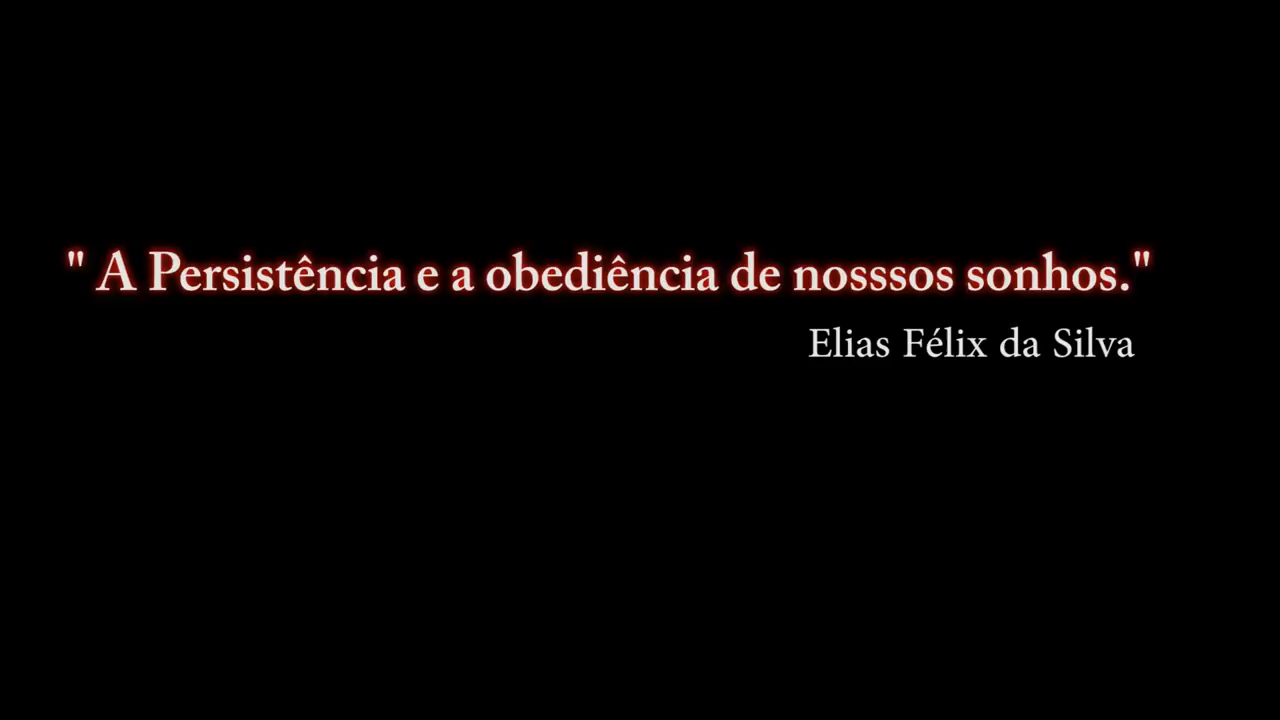 " A Persistência e a obediência de nosssos sonhos."
Elias Félix da Silva